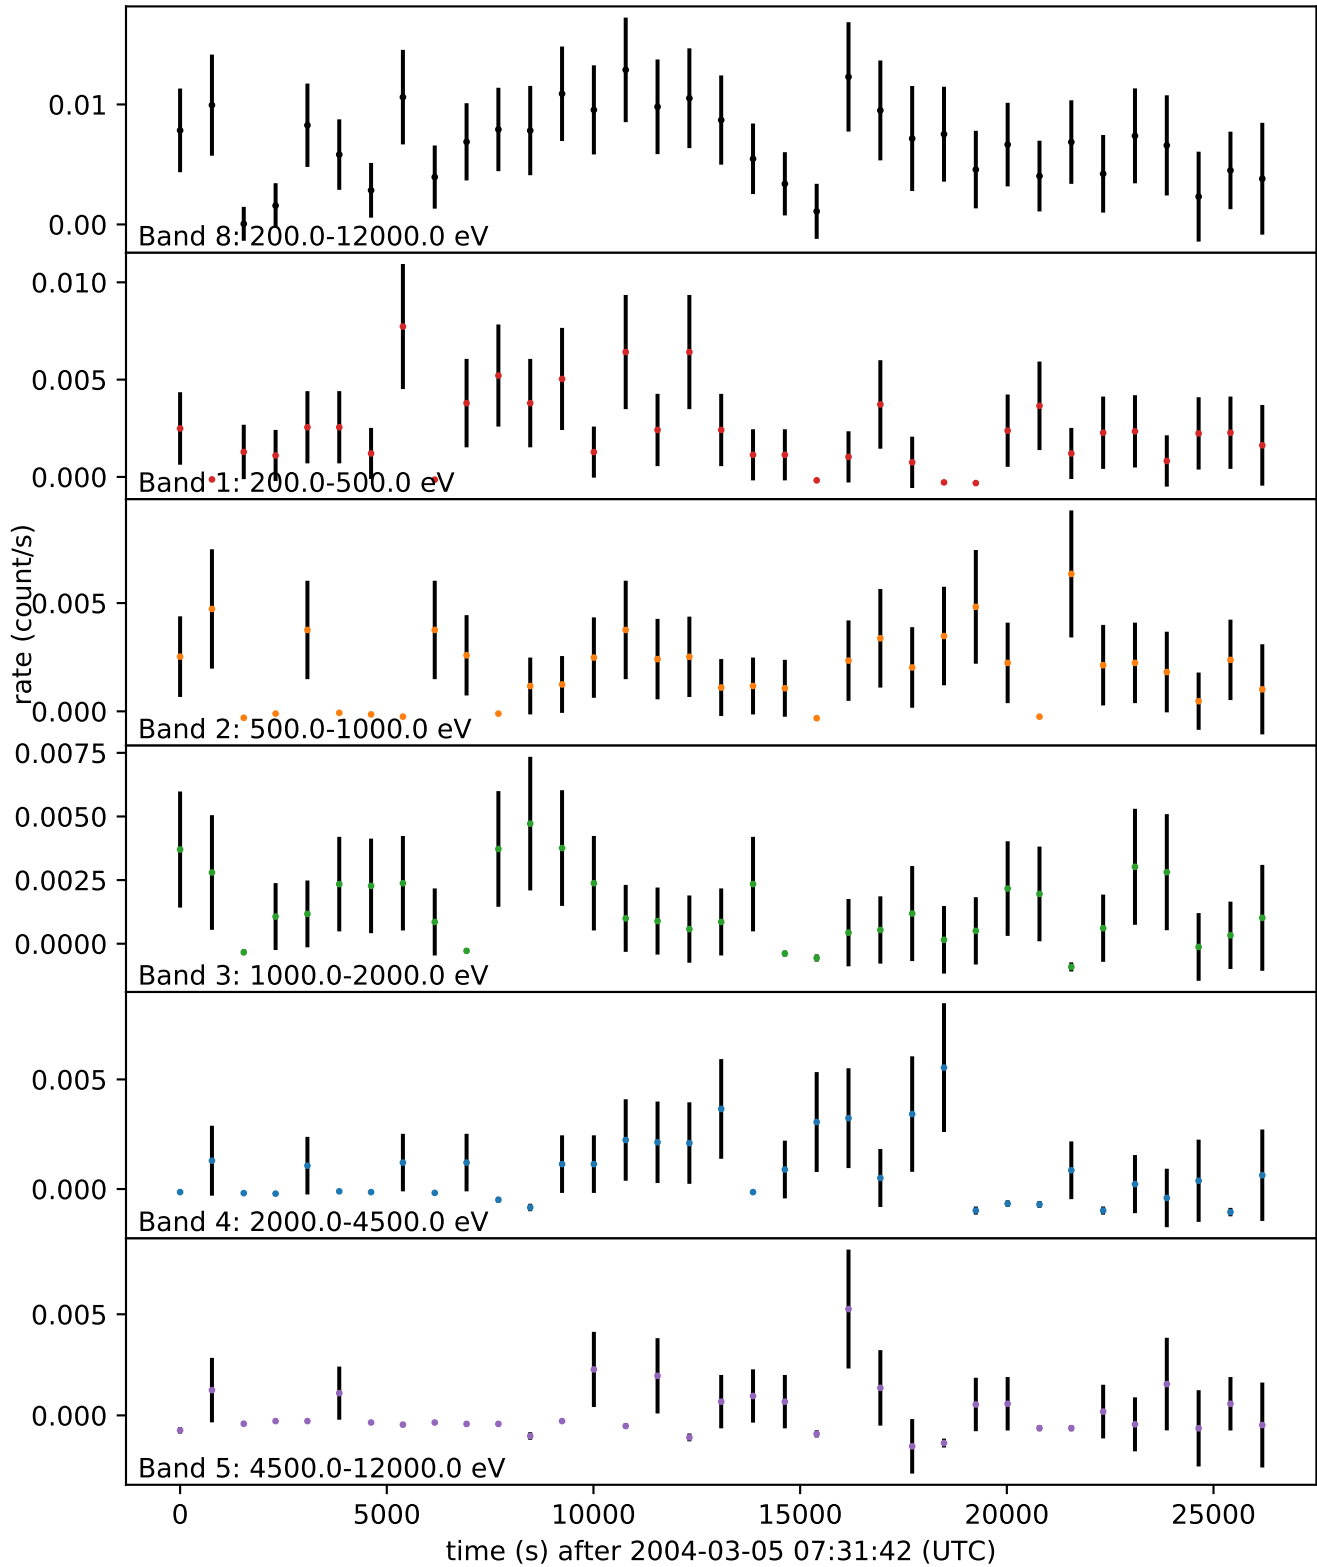 0.01
0.00
Band 8: 200.0-12000.0 eV
0.010
0.005
0.000
Band 1: 200.0-500.0 eV
rate (count/s)
0.005
0.000
Band 2: 500.0-1000.0 eV
0.0075
0.0050
0.0025
0.0000
Band 3: 1000.0-2000.0 eV
0.005
0.000
Band 4: 2000.0-4500.0 eV
0.005
0.000
Band 5: 4500.0-12000.0 eV
0 5000 10000 15000 20000 25000
time (s) after 2004-03-05 07:31:42 (UTC)